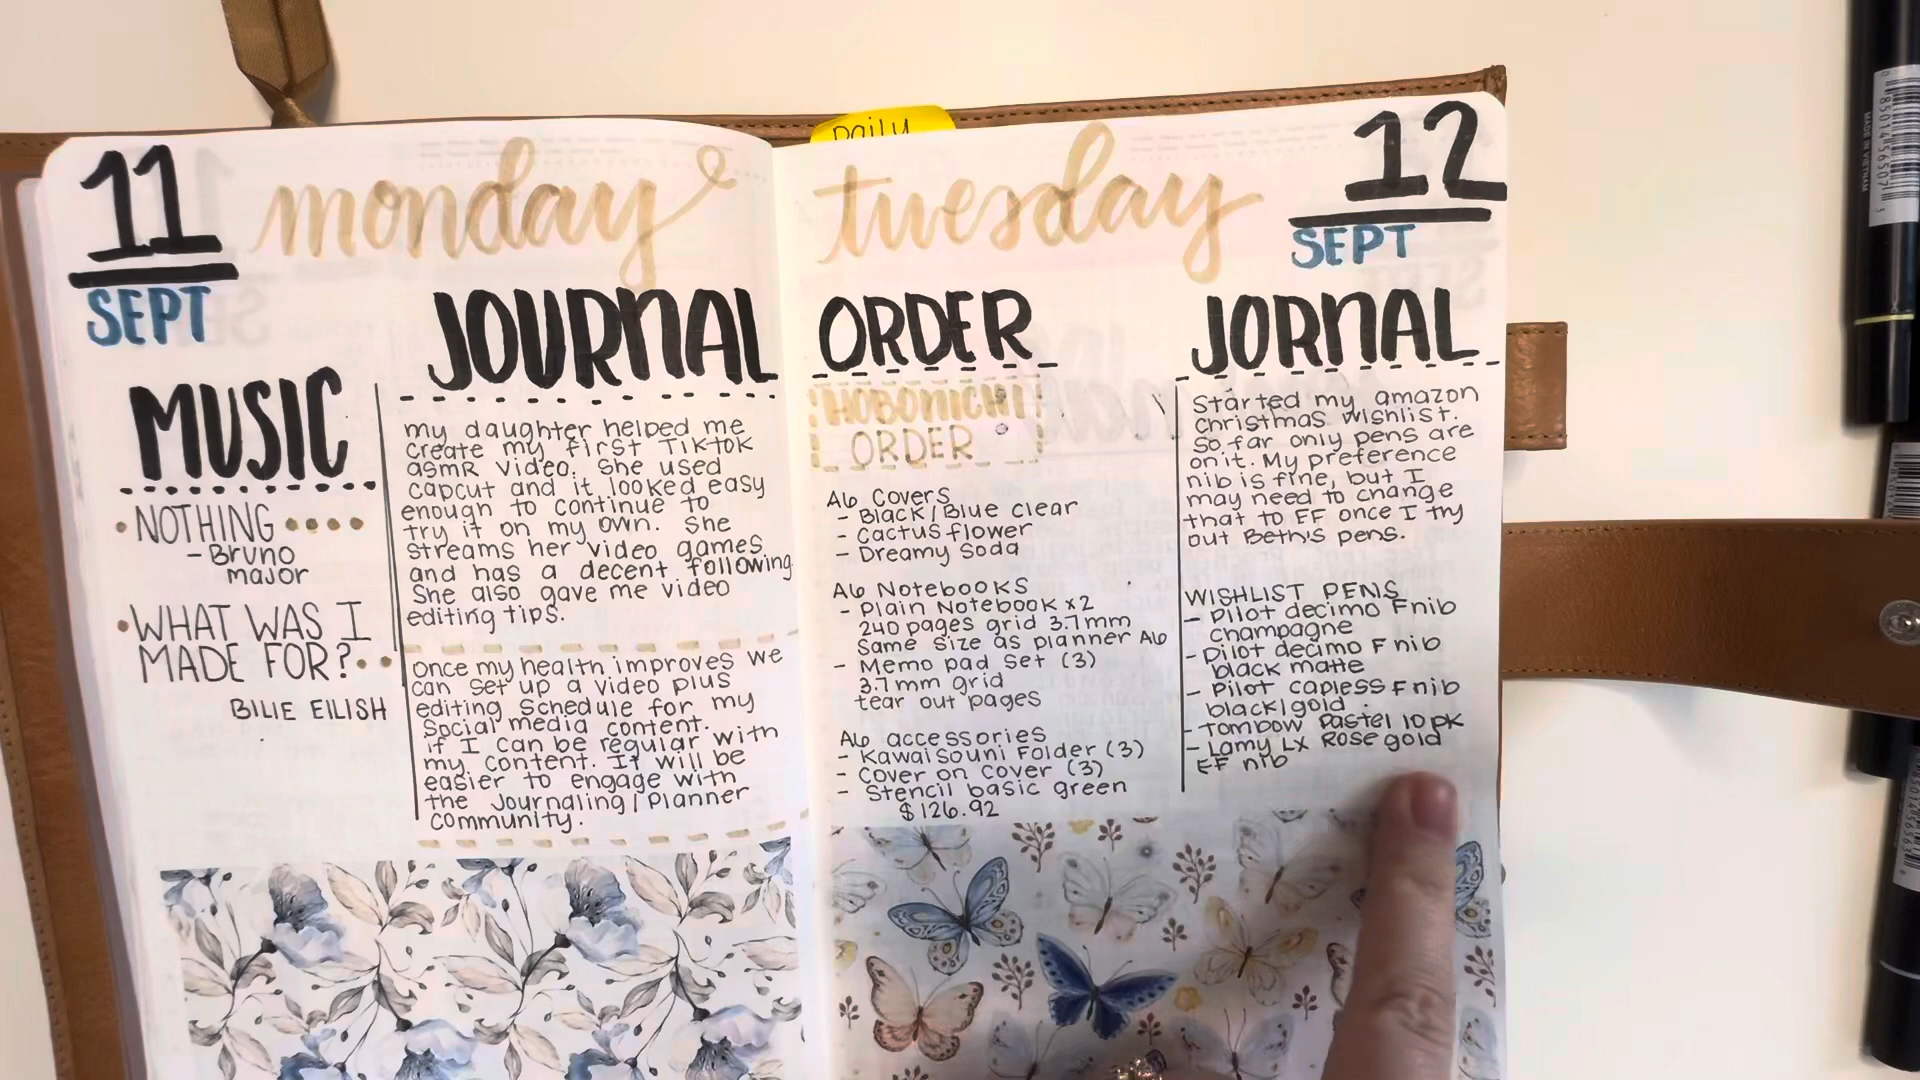 Daily
11
SEPT
monday
MUSIC
• NOTHING
- Bruno
major
• WHAT WAS I
MADE FOR?
BILIE EILISH
JOURNAL
my daughter helped me
create my first TikTok
asmR video. She used
capcut and it looked easy
enough to continue to
try it on my own. She
streams her video games
and has a decent following
She also gave me video
editing tips.
Once my health improves we
can set up a video plus
editing schedule for my
social media content.
if I can be regular with
my content. It will be
easier to engage with
the Journaling/Planner
community.
tuesday
12
SEPT
ORDER
HOBONICHI
ORDER
A6 Covers
- Black/Blue clear
- Cactus flower
- Dreamy Soda
A6 Notebooks
- Plain Notebook x2
240 pages grid 3.7mm
Same size as planner A6
- Memo pad set (3)
3.7mm grid
tear out pages
A6 accessories
- Kawaisouni Folder (3)
- Cover on cover (3)
- Stencil basic green
$126.92
JORNAL
Started my amazon
christmas wishlist.
So far only pens are
on it. My preference
nib is fine, but I
may need to change
that to EF once I try
out Beth's pens.
WISHLIST PENS
- Pilot decimo F nib
champagne
- Pilot decimo F nib
black matte
- Pilot capless F nib
black/gold
- Tombow Pastel 10 pk
- Lamy LX Rose gold
EF nib
MADE IN VIETNAM